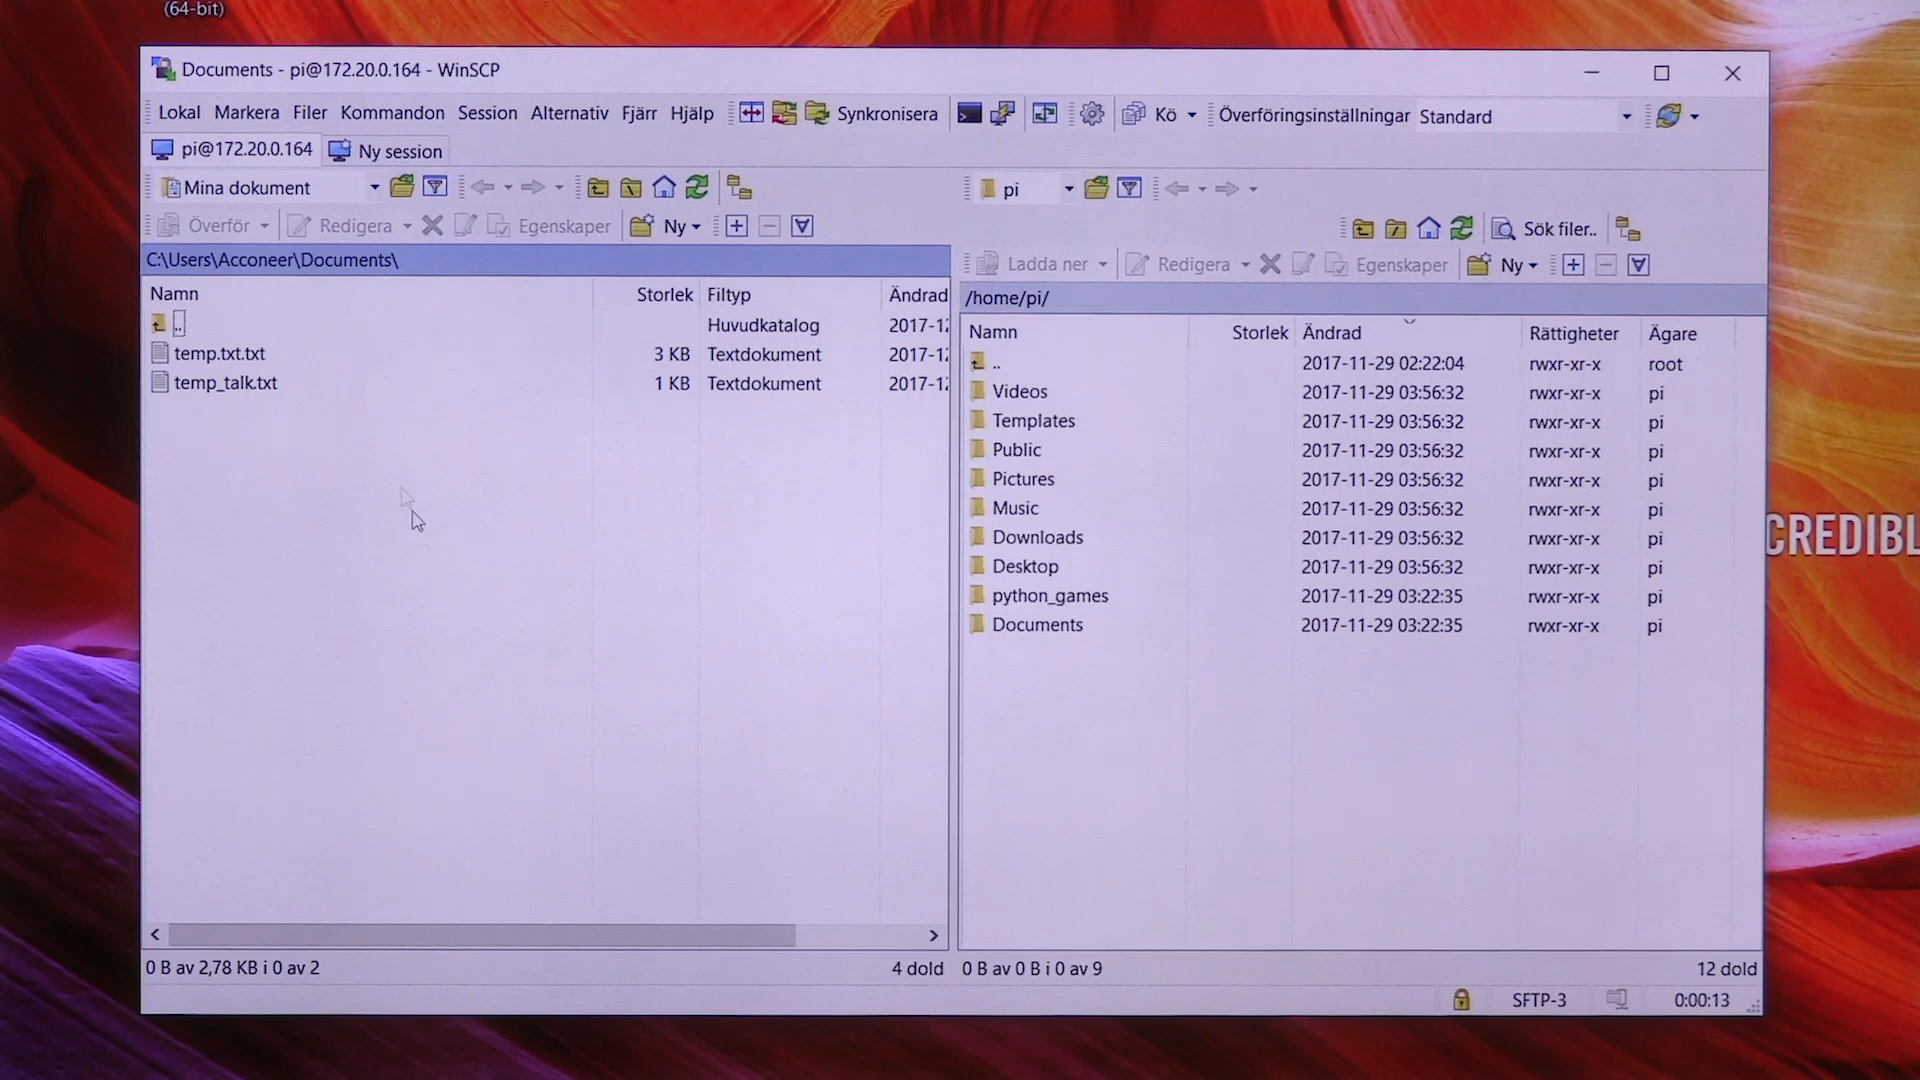 (64-bit)
Documents - pi@172.20.0.164 - WinSCP
Lokal Markera Filer Kommandon Session Alternativ Fjärr Hjälp Synkronisera Kö Överföringsinställningar Standard
pi@172.20.0.164 Ny session
Mina dokument
Överför Redigera Egenskaper Ny
C:\Users\Acconeer\Documents\
Namn Storlek Filtyp Ändrad
.. Huvudkatalog 2017-12
temp.txt.txt 3 KB Textdokument 2017-12
temp_talk.txt 1 KB Textdokument 2017-12
0 B av 2,78 KB i 0 av 2 4 dold
pi
Sök filer..
Ladda ner Redigera Egenskaper Ny
/home/pi/
Namn Storlek Ändrad Rättigheter Ägare
.. 2017-11-29 02:22:04 rwxr-xr-x root
Videos 2017-11-29 03:56:32 rwxr-xr-x pi
Templates 2017-11-29 03:56:32 rwxr-xr-x pi
Public 2017-11-29 03:56:32 rwxr-xr-x pi
Pictures 2017-11-29 03:56:32 rwxr-xr-x pi
Music 2017-11-29 03:56:32 rwxr-xr-x pi
Downloads 2017-11-29 03:56:32 rwxr-xr-x pi
Desktop 2017-11-29 03:56:32 rwxr-xr-x pi
python_games 2017-11-29 03:22:35 rwxr-xr-x pi
Documents 2017-11-29 03:22:35 rwxr-xr-x pi
0 B av 0 B i 0 av 9 12 dold
SFTP-3 0:00:13
CREDIBL